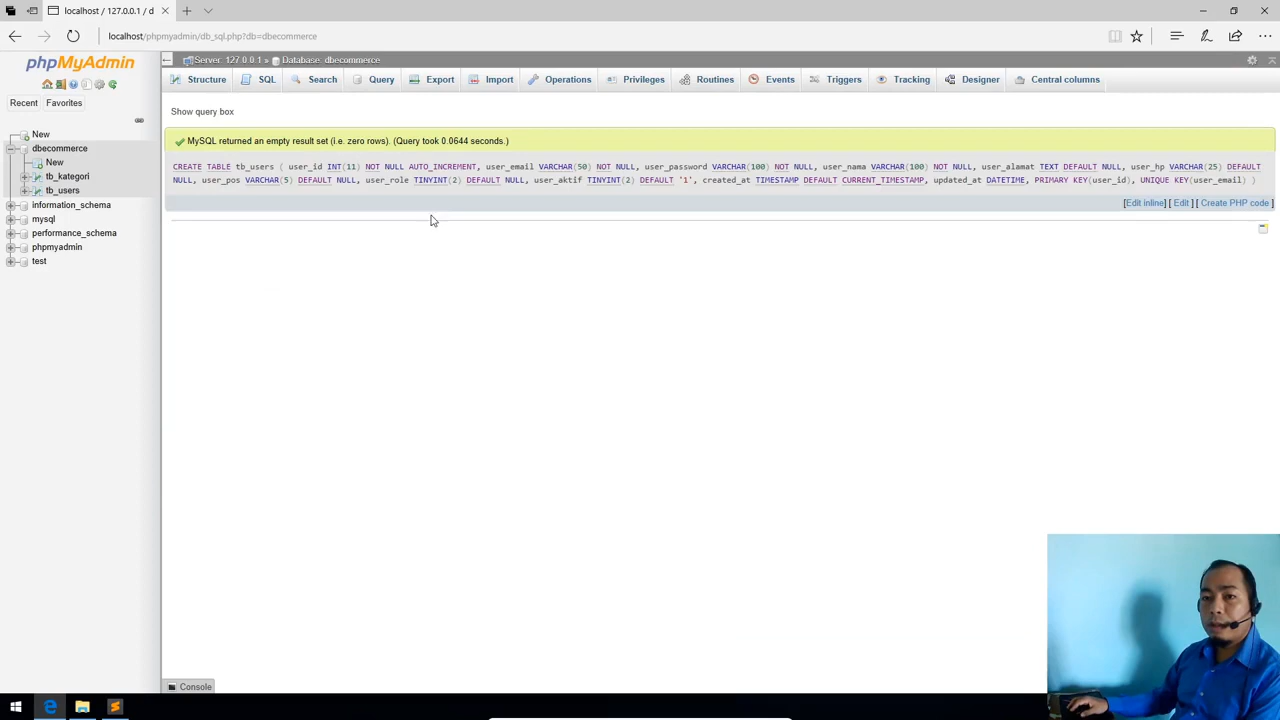 localhost / 127.0.0.1 / d
localhost/phpmyadmin/db_sql.php?db=dbecommerce
phpMyAdmin
Recent Favorites
New
dbecommerce
New
tb_kategori
tb_users
information_schema
mysql
performance_schema
phpmyadmin
test
Server: 127.0.0.1 » Database: dbecommerce
Structure SQL Search Query Export Import Operations Privileges Routines Events Triggers Tracking Designer Central columns
Show query box
MySQL returned an empty result set (i.e. zero rows). (Query took 0.0644 seconds.)
CREATE TABLE tb_users ( user_id INT(11) NOT NULL AUTO_INCREMENT, user_email VARCHAR(50) NOT NULL, user_password VARCHAR(100) NOT NULL, user_nama VARCHAR(100) NOT NULL, user_alamat TEXT DEFAULT NULL, user_hp VARCHAR(25) DEFAULT
NULL, user_pos VARCHAR(5) DEFAULT NULL, user_role TINYINT(2) DEFAULT NULL, user_aktif TINYINT(2) DEFAULT '1', created_at TIMESTAMP DEFAULT CURRENT_TIMESTAMP, updated_at DATETIME, PRIMARY KEY(user_id), UNIQUE KEY(user_email) )
[Edit inline] [ Edit ] [ Create PHP code ]
Console